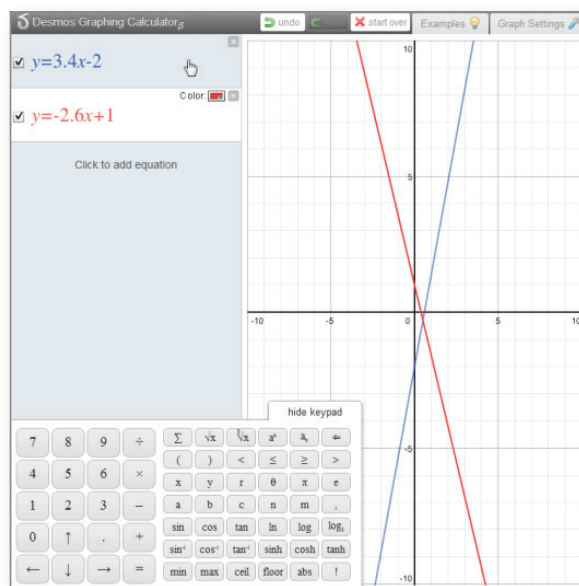 Desmos Graphing Calculatorβ
undo
start over
Examples
Graph Settings
y=3.4x-2
Color:
y=-2.6x+1
Click to add equation
10
5
-10
-5
0
5
10
-5
-10
hide keypad
7 8 9 ÷ Σ √x ∛x aᵇ ⇐
( ) < ≤ ≥ >
4 5 6 ×
x y r θ π e
1 2 3 −
a b c n m ,
0 ↑ . +
sin cos tan ln log
sin⁻¹ cos⁻¹ tan⁻¹ sinh cosh tanh
← ↓ → =
min max ceil floor abs !